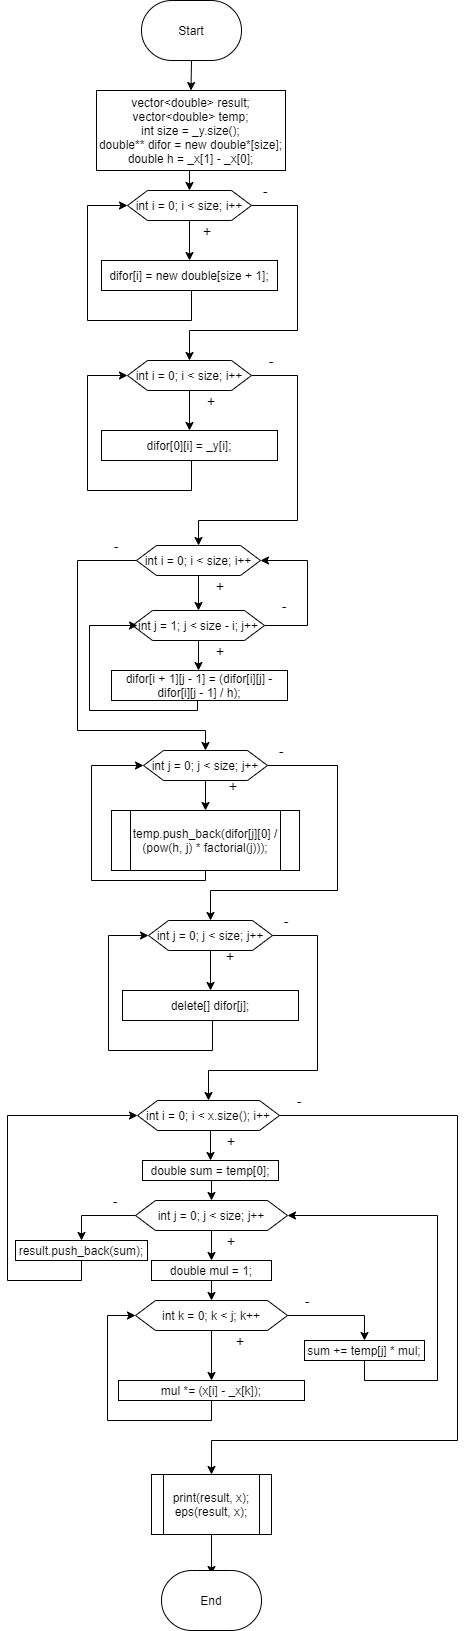 Start
vector<double> result;
vector<double> temp;
int size = _y.size();
double** difor = new double*[size];
double h = _x[1] - _x[0];
-
int i = 0; i < size; i++
+
difor[i] = new double[size + 1];
-
int i = 0; i < size; i++
+
difor[0][i] = _y[i];
-
int i = 0; i < size; i++
+
-
int j = 1; j < size - i; j++
+
difor[i + 1][j - 1] = (difor[i][j] -
difor[i][j - 1] / h);
-
int j = 0; j < size; j++
+
temp.push_back(difor[j][0] /
(pow(h, j) * factorial(j)));
-
int j = 0; j < size; j++
+
delete[] difor[j];
-
int i = 0; i < x.size(); i++
+
double sum = temp[0];
-
int j = 0; j < size; j++
+
result.push_back(sum);
double mul = 1;
-
int k = 0; k < j; k++
+
sum += temp[j] * mul;
mul *= (x[i] - _x[k]);
print(result, x);
eps(result, x);
End